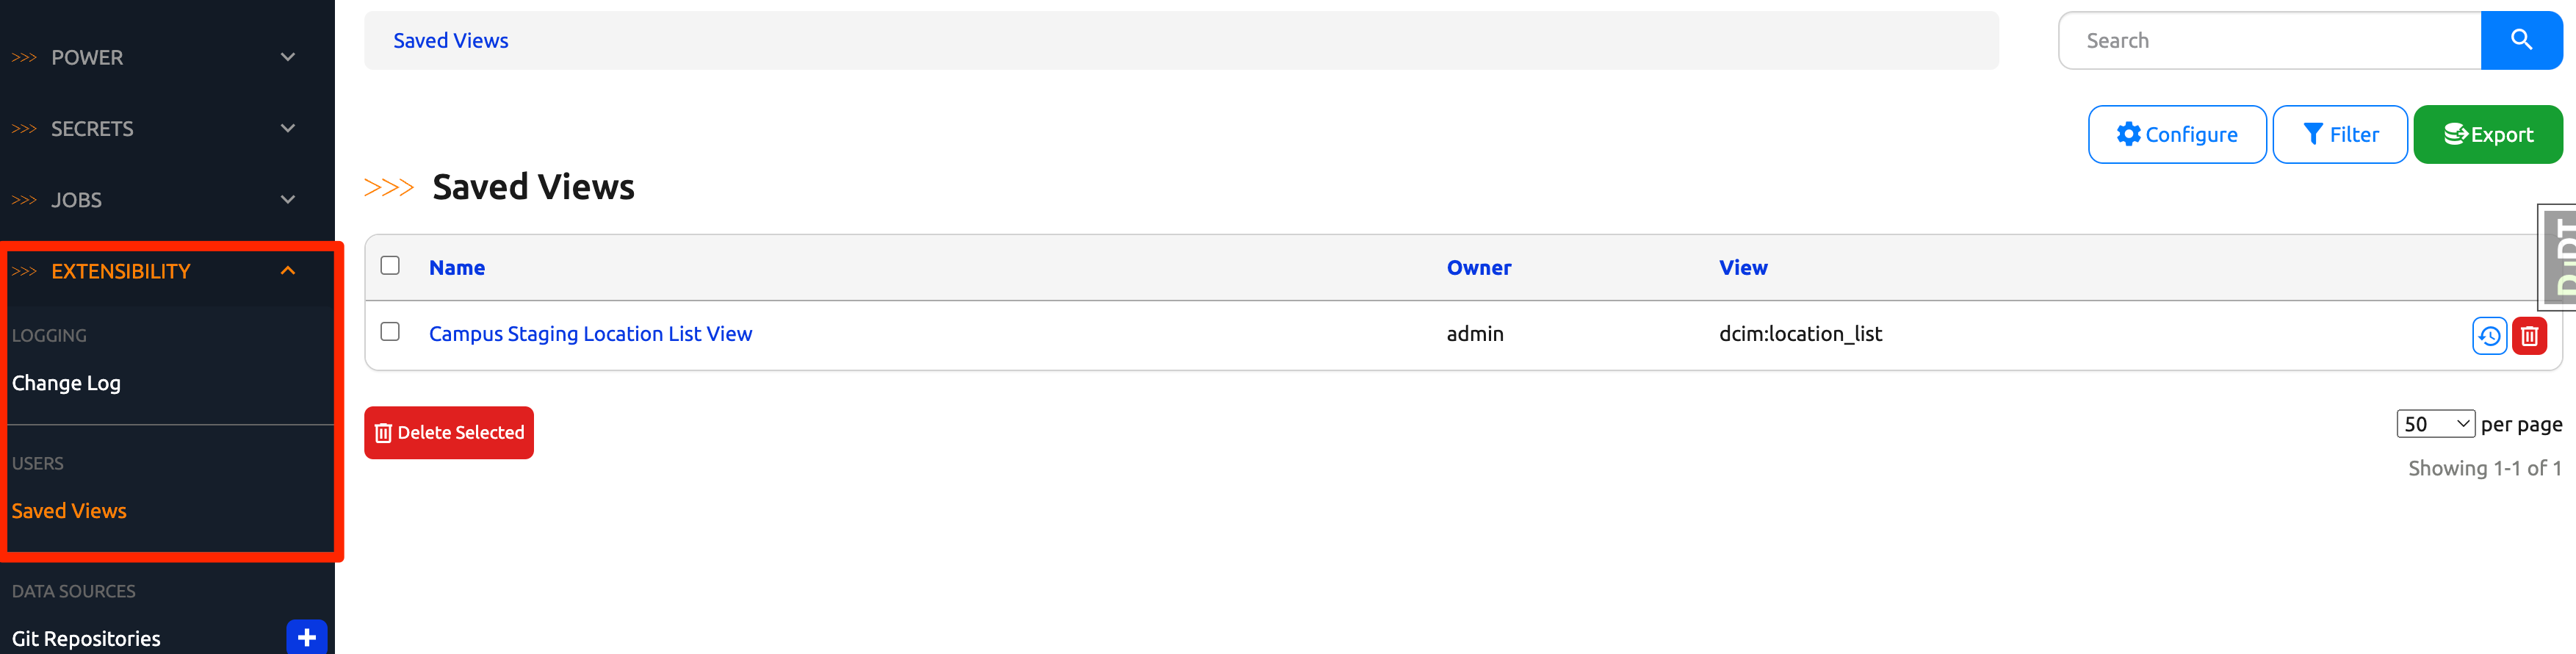 >>> POWER
>>> SECRETS
>>> JOBS
>>> EXTENSIBILITY
LOGGING
Change Log
USERS
Saved Views
DATA SOURCES
Git Repositories
Saved Views
Search
Configure
Filter
Export
>>> Saved Views
Name Owner View
Campus Staging Location List View admin dcim:location_list
Delete Selected
50 per page
Showing 1-1 of 1
DjDT